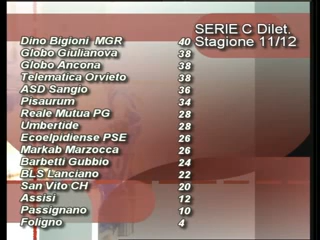 SERIE C Dilet.
Stagione 11/12
Dino Bigioni MGR 40
Globo Giulianova 38
Globo Ancona 38
Telematica Orvieto 38
ASD Sangio 36
Pisaurum 34
Reale Mutua PG 28
Umbertide 28
Ecoelpidiense PSE 26
Markab Marzocca 26
Barbetti Gubbio 24
BLS Lanciano 22
San Vito CH 20
Assisi 12
Passignano 10
Foligno 4